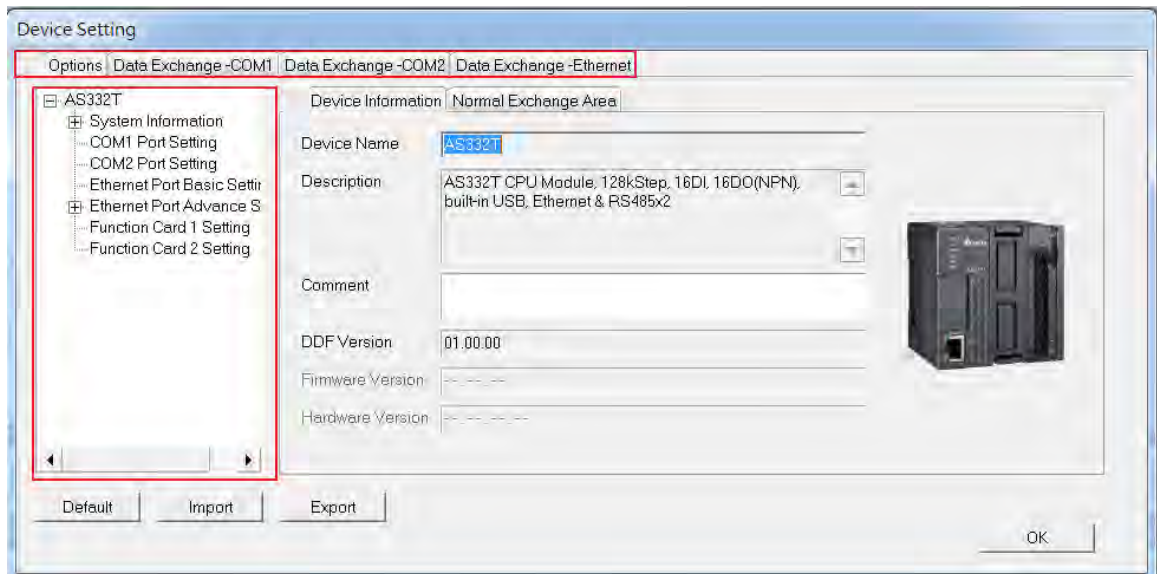 Device Setting
Options Data Exchange -COM1 Data Exchange -COM2 Data Exchange -Ethernet
AS332T
System Information
COM1 Port Setting
COM2 Port Setting
Ethernet Port Basic Settir
Ethernet Port Advance S
Function Card 1 Setting
Function Card 2 Setting
Device Information Normal Exchange Area
Device Name AS332T
Description AS332T CPU Module, 128kStep, 16DI, 16DO(NPN),
built-in USB, Ethernet & RS485x2
Comment
DDF Version 01.00.00
Firmware Version --.--.--
Hardware Version --.--.--.--
Default Import Export
OK